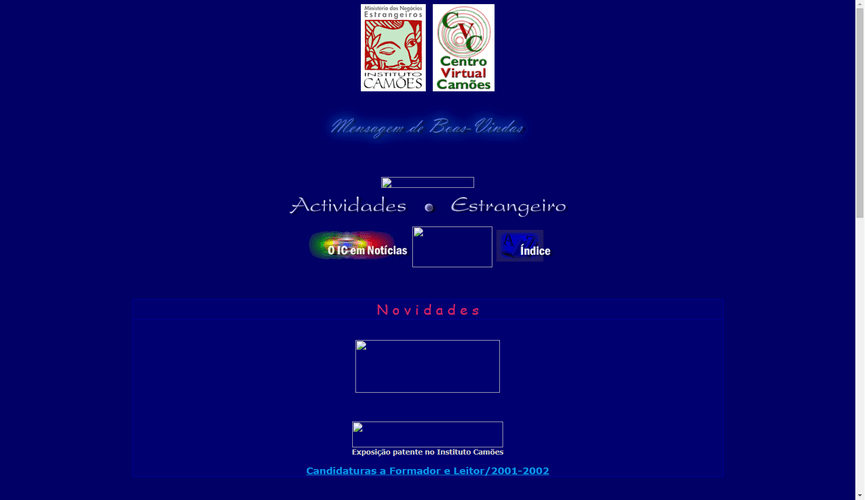 Ministério dos Negócios
Estrangeiros
INSTITUTO
CAMÕES
CVC
Centro
Virtual
Camões
Mensagem de Boas-Vindas
Actividades Estrangeiro
O IC em Notícias
A
Índice
Novidades
Exposição patente no Instituto Camões
Candidaturas a Formador e Leitor/2001-2002